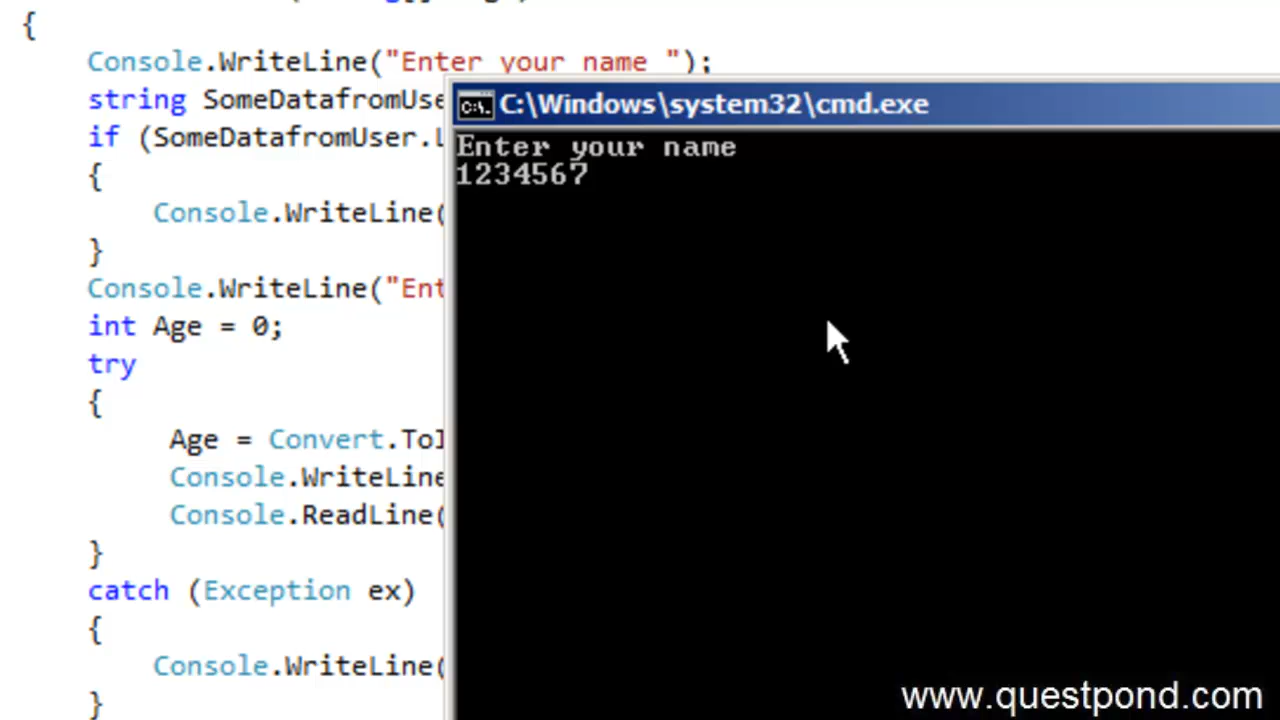 {
Console.WriteLine("Enter your name ");
string SomeDatafromUse
if (SomeDatafromUser.
{
Console.WriteLine(
}
Console.WriteLine("Ent
int Age = 0;
try
{
Age = Convert.ToI
Console.WriteLine
Console.ReadLine(
}
catch (Exception ex)
{
Console.WriteLine(
}
C:\Windows\system32\cmd.exe
Enter your name
1234567
www.questpond.com